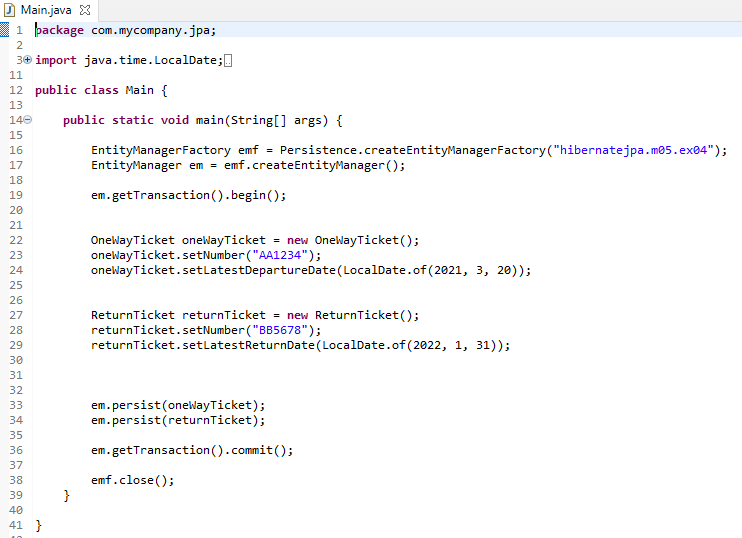 Main.java
1 package com.mycompany.jpa;
2
3 import java.time.LocalDate;
11
12 public class Main {
13
14     public static void main(String[] args) {
15
16         EntityManagerFactory emf = Persistence.createEntityManagerFactory("hibernatejpa.m05.ex04");
17         EntityManager em = emf.createEntityManager();
18
19         em.getTransaction().begin();
20
21
22         OneWayTicket oneWayTicket = new OneWayTicket();
23         oneWayTicket.setNumber("AA1234");
24         oneWayTicket.setLatestDepartureDate(LocalDate.of(2021, 3, 20));
25
26
27         ReturnTicket returnTicket = new ReturnTicket();
28         returnTicket.setNumber("BB5678");
29         returnTicket.setLatestReturnDate(LocalDate.of(2022, 1, 31));
30
31
32
33         em.persist(oneWayTicket);
34         em.persist(returnTicket);
35
36         em.getTransaction().commit();
37
38         emf.close();
39     }
40
41 }